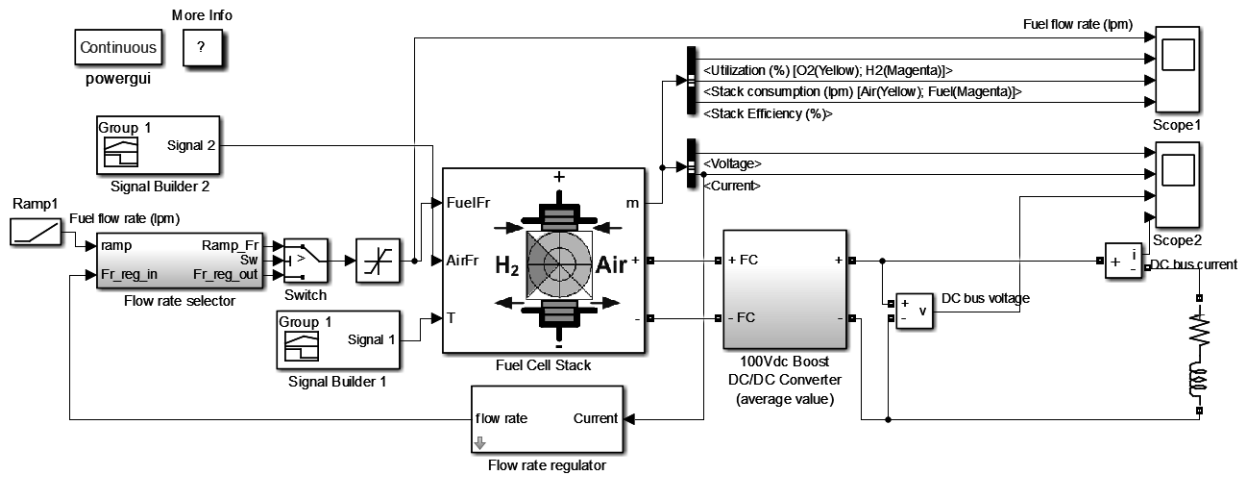 More Info
Continuous
?
powergui
Fuel flow rate (lpm)
<Utilization (%) [O2(Yellow); H2(Magenta)]>
<Stack consumption (lpm) [Air(Yellow); Fuel(Magenta)]>
<Stack Efficiency (%)>
Scope1
Group 1
Signal 2
Signal Builder 2
<Voltage>
<Current>
Scope2
Ramp1
Fuel flow rate (lpm)
ramp
Ramp_Fr
Sw
Fr_reg_in
Fr_reg_out
Flow rate selector
>
Switch
+
FuelFr
m
AirFr
H2
Air
+
T
-
-
Fuel Cell Stack
+ FC
+
- FC
-
100Vdc Boost
DC/DC Converter
(average value)
+
i
-
DC bus current
DC bus voltage
+
-
v
+
Group 1
Signal 1
Signal Builder 1
flow rate
Current
Flow rate regulator